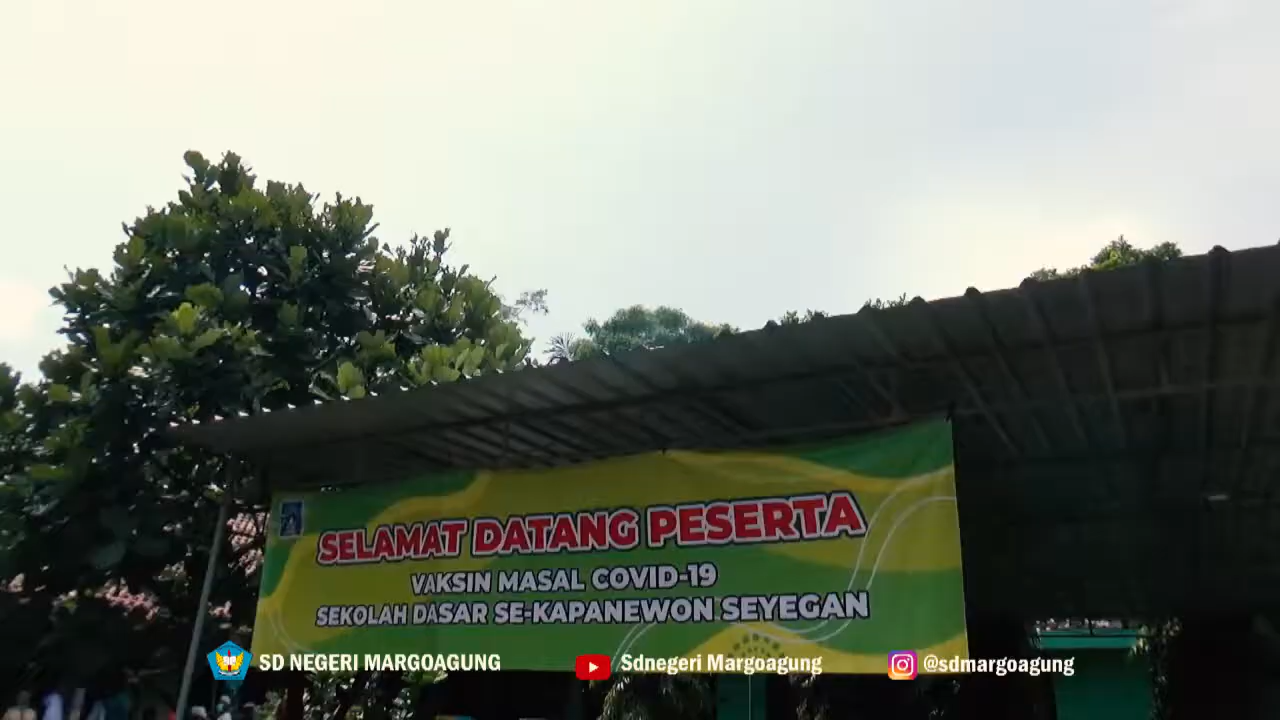 SELAMAT DATANG PESERTA
VAKSIN MASAL COVID-19
SEKOLAH DASAR SE-KAPANEWON SEYEGAN
SD NEGERI MARGOAGUNG
Sdnegeri Margoagung
@sdmargoagung